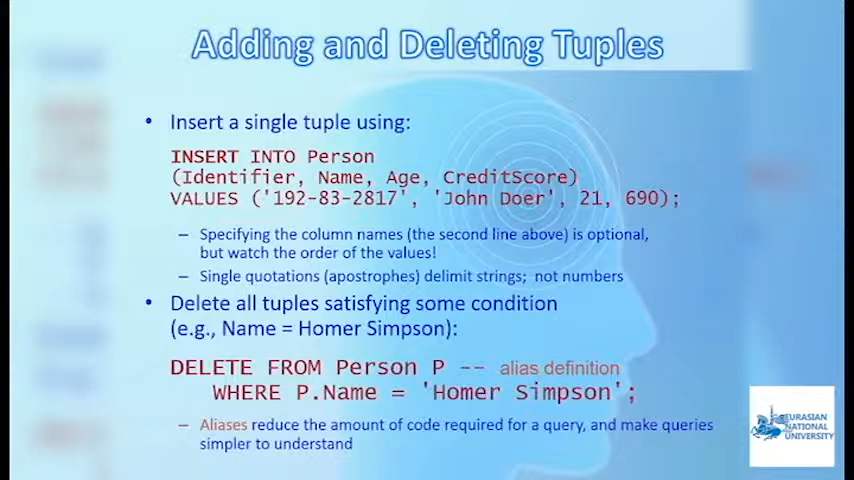 Adding and Deleting Tuples
• Insert a single tuple using:
INSERT INTO Person
(Identifier, Name, Age, CreditScore)
VALUES ('192-83-2817', 'John Doer', 21, 690);
– Specifying the column names (the second line above) is optional,
but watch the order of the values!
– Single quotations (apostrophes) delimit strings; not numbers
• Delete all tuples satisfying some condition
(e.g., Name = Homer Simpson):
DELETE FROM Person P -- alias definition
WHERE P.Name = 'Homer Simpson';
– Aliases reduce the amount of code required for a query, and make queries
simpler to understand
EURASIAN
NATIONAL
UNIVERSITY